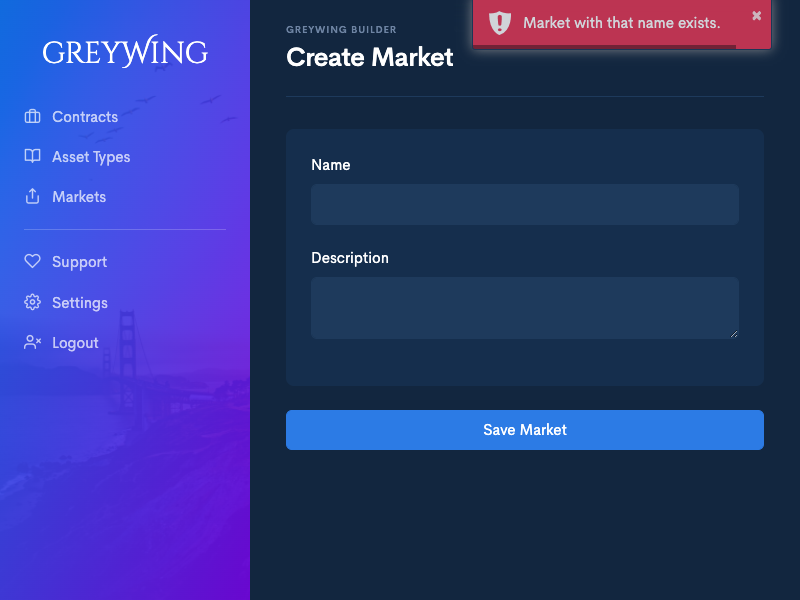 GREYWING
Contracts
Asset Types
Markets
Support
Settings
Logout
GREYWING BUILDER
Create Market
Market with that name exists.
Name
Description
Save Market